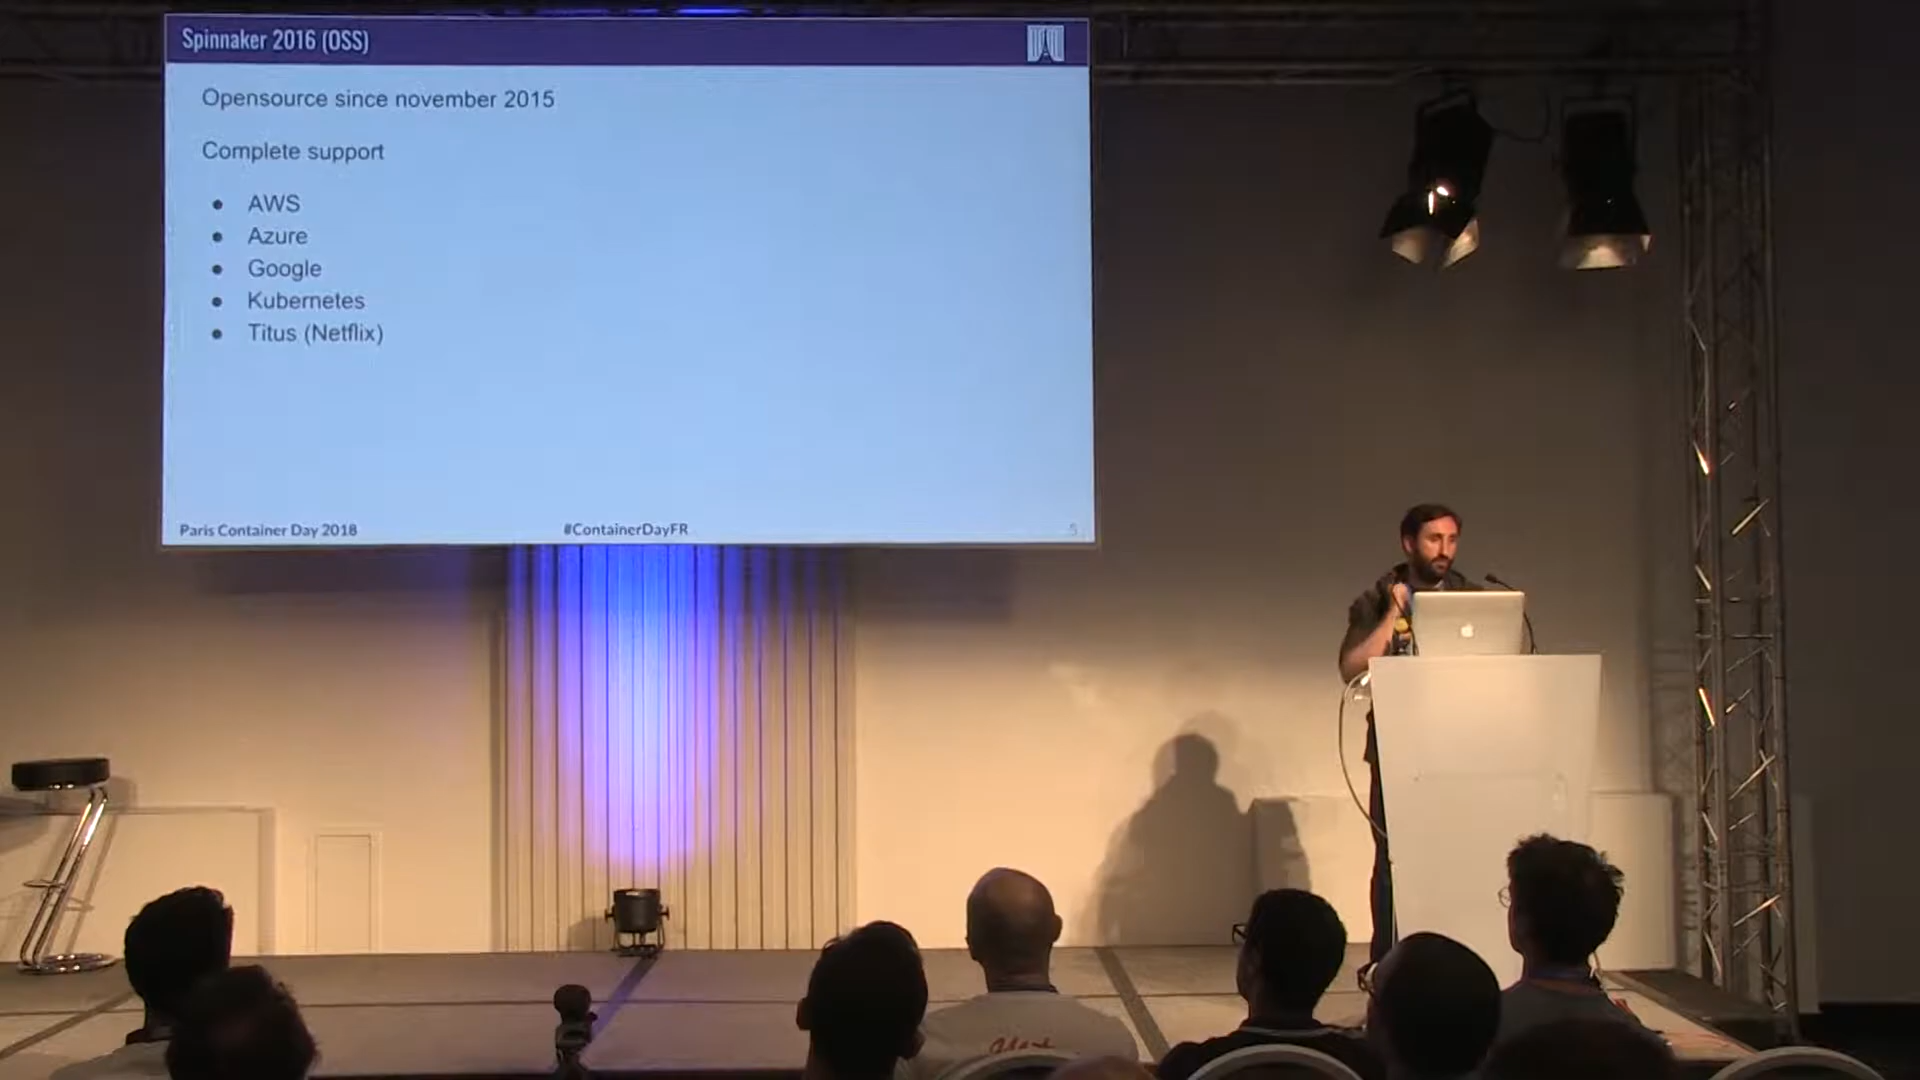 Spinnaker 2016 (OSS)
Opensource since november 2015
Complete support
● AWS
● Azure
● Google
● Kubernetes
● Titus (Netflix)
Paris Container Day 2018
#ContainerDayFR
5